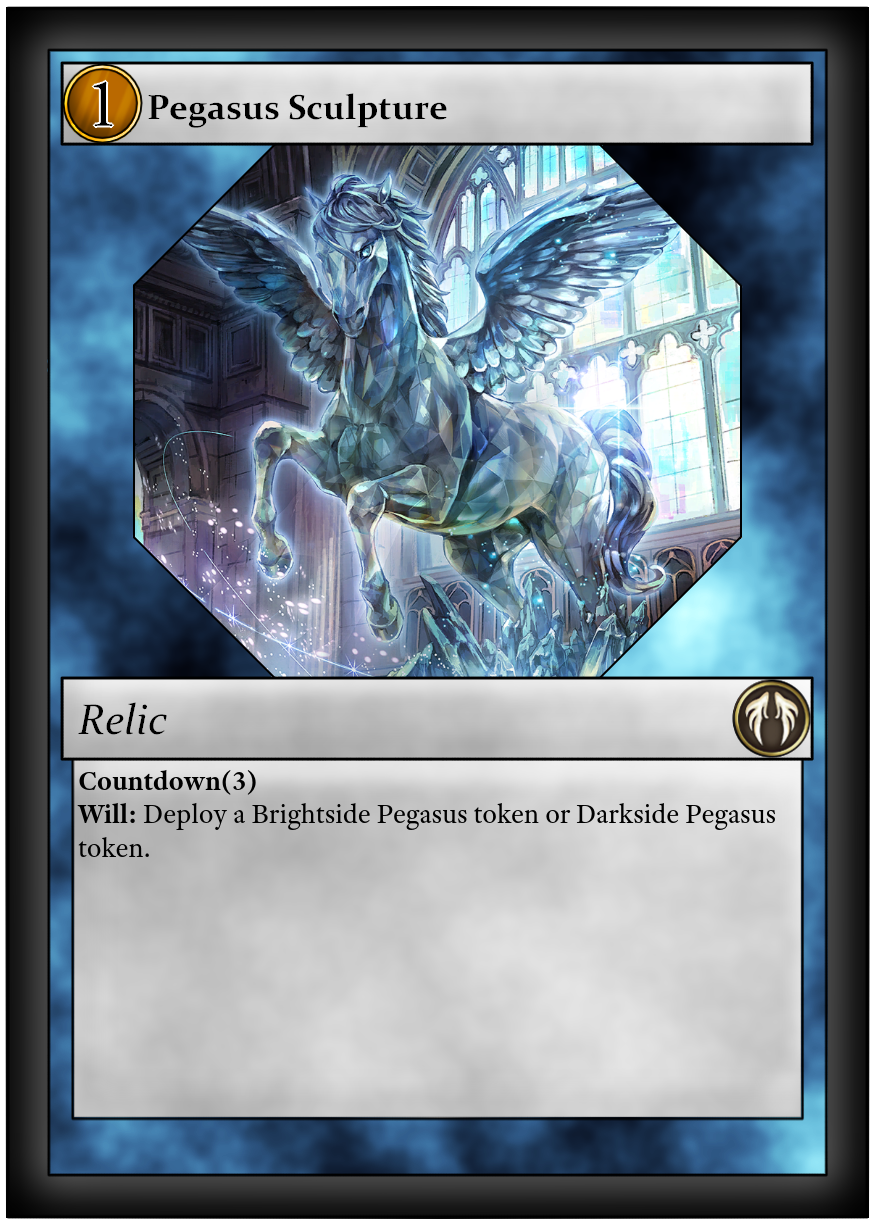 1 Pegasus Sculpture
Relic
Countdown(3)
Will: Deploy a Brightside Pegasus token or Darkside Pegasus
token.